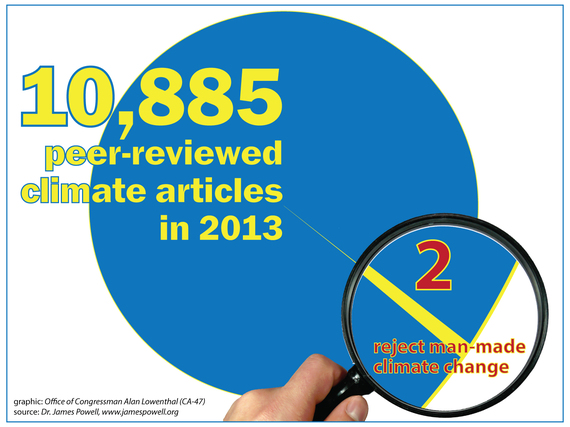 10,885
peer-reviewed
climate articles
in 2013
2
reject man-made
climate change
graphic: Office of Congressman Alan Lowenthal (CA-47)
source: Dr. James Powell, www.jamespowell.org